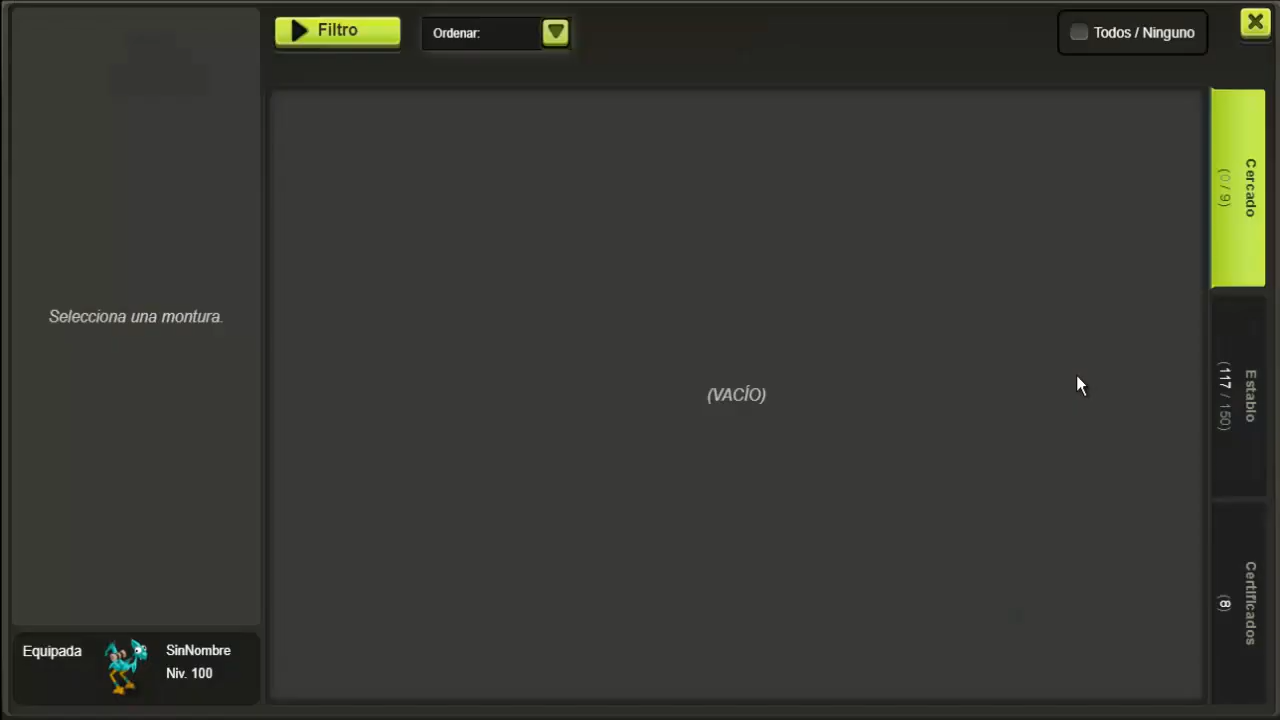 Filtro
Ordenar:
Todos / Ninguno
Cercado
(0 / 9)
Selecciona una montura.
(VACÍO)
Establo
(117 / 150)
Certificados
(8)
Equipada
SinNombre
Niv. 100